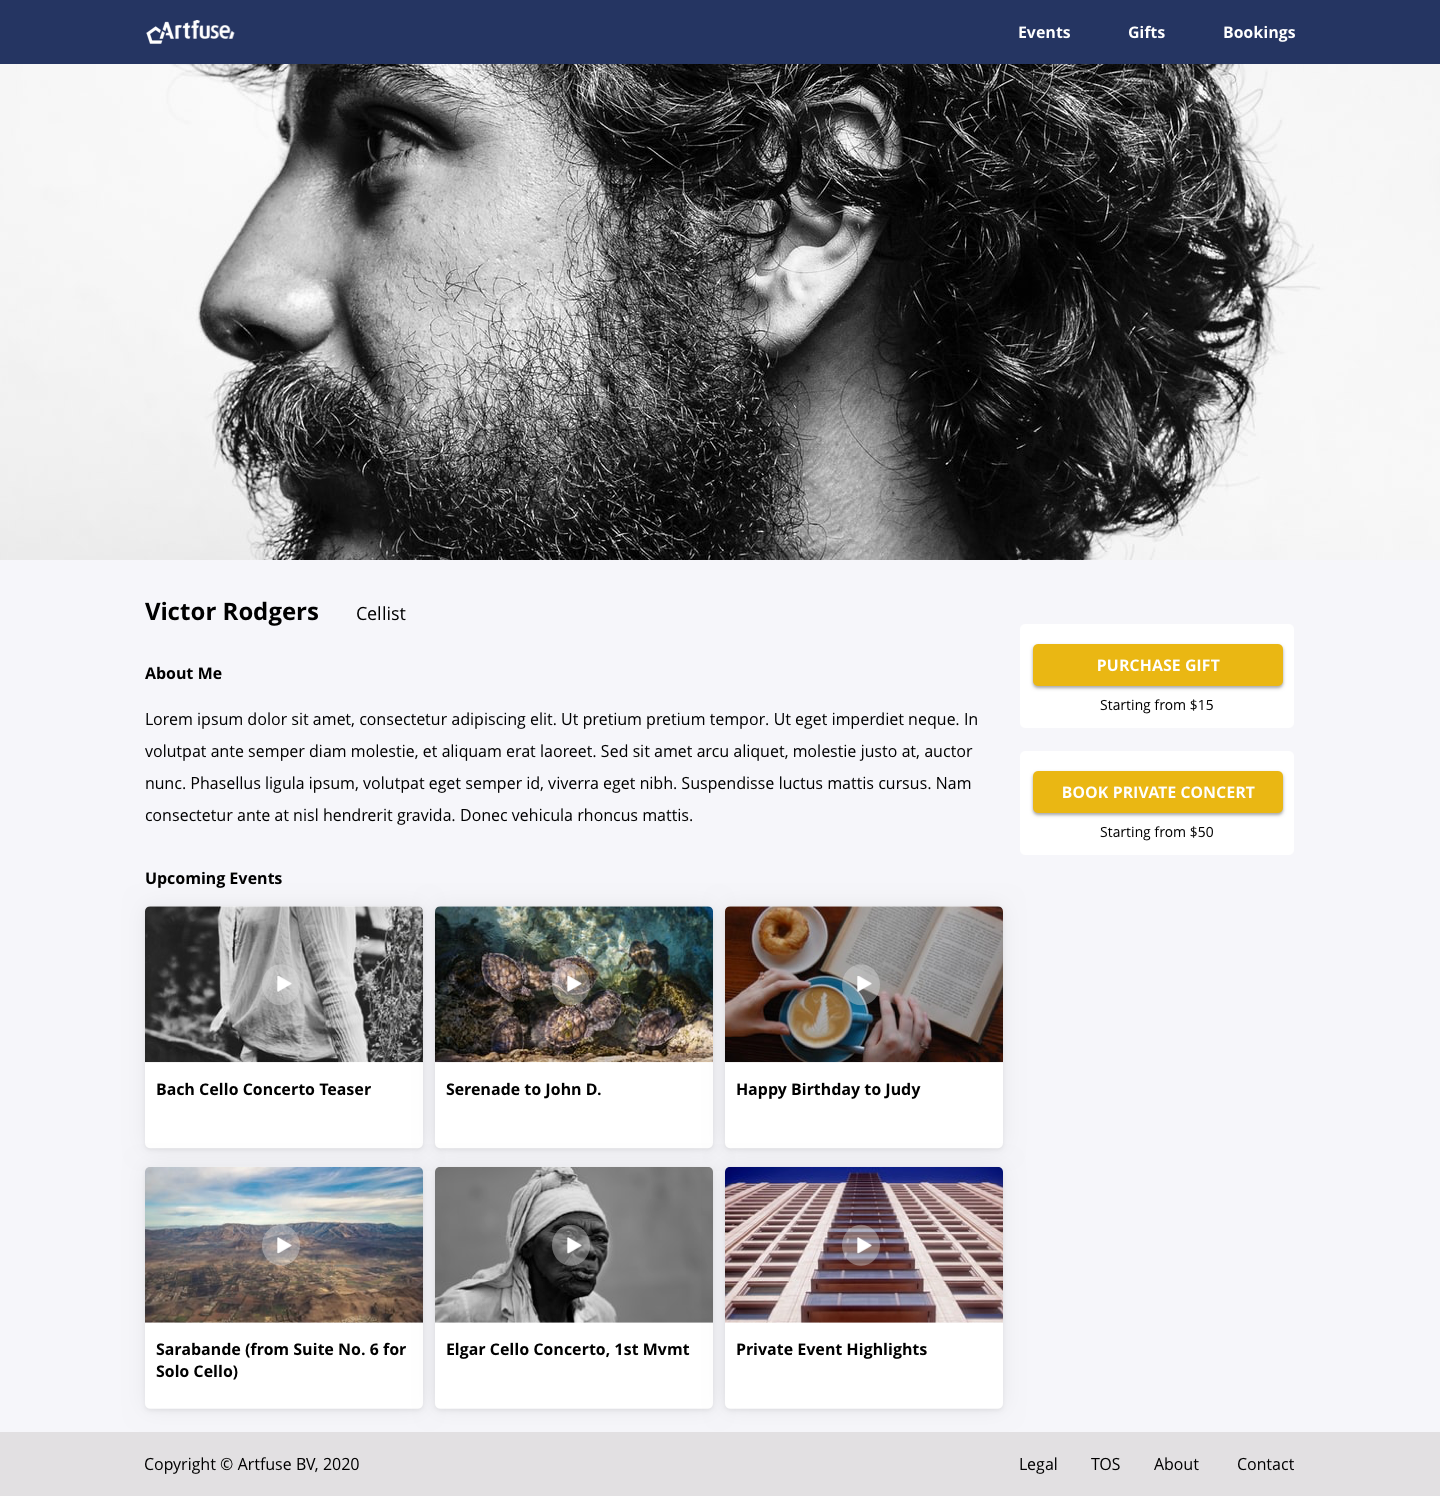 Artfuse
Events
Gifts
Bookings
Victor Rodgers
Cellist
About Me
Lorem ipsum dolor sit amet, consectetur adipiscing elit. Ut pretium pretium tempor. Ut eget imperdiet neque. In
volutpat ante semper diam molestie, et aliquam erat laoreet. Sed sit amet arcu aliquet, molestie justo at, auctor
nunc. Phasellus ligula ipsum, volutpat eget semper id, viverra eget nibh. Suspendisse luctus mattis cursus. Nam
consectetur ante at nisl hendrerit gravida. Donec vehicula rhoncus mattis.
PURCHASE GIFT
Starting from $15
BOOK PRIVATE CONCERT
Starting from $50
Upcoming Events
Bach Cello Concerto Teaser
Serenade to John D.
Happy Birthday to Judy
Sarabande (from Suite No. 6 for
Solo Cello)
Elgar Cello Concerto, 1st Mvmt
Private Event Highlights
Copyright © Artfuse BV, 2020
Legal
TOS
About
Contact